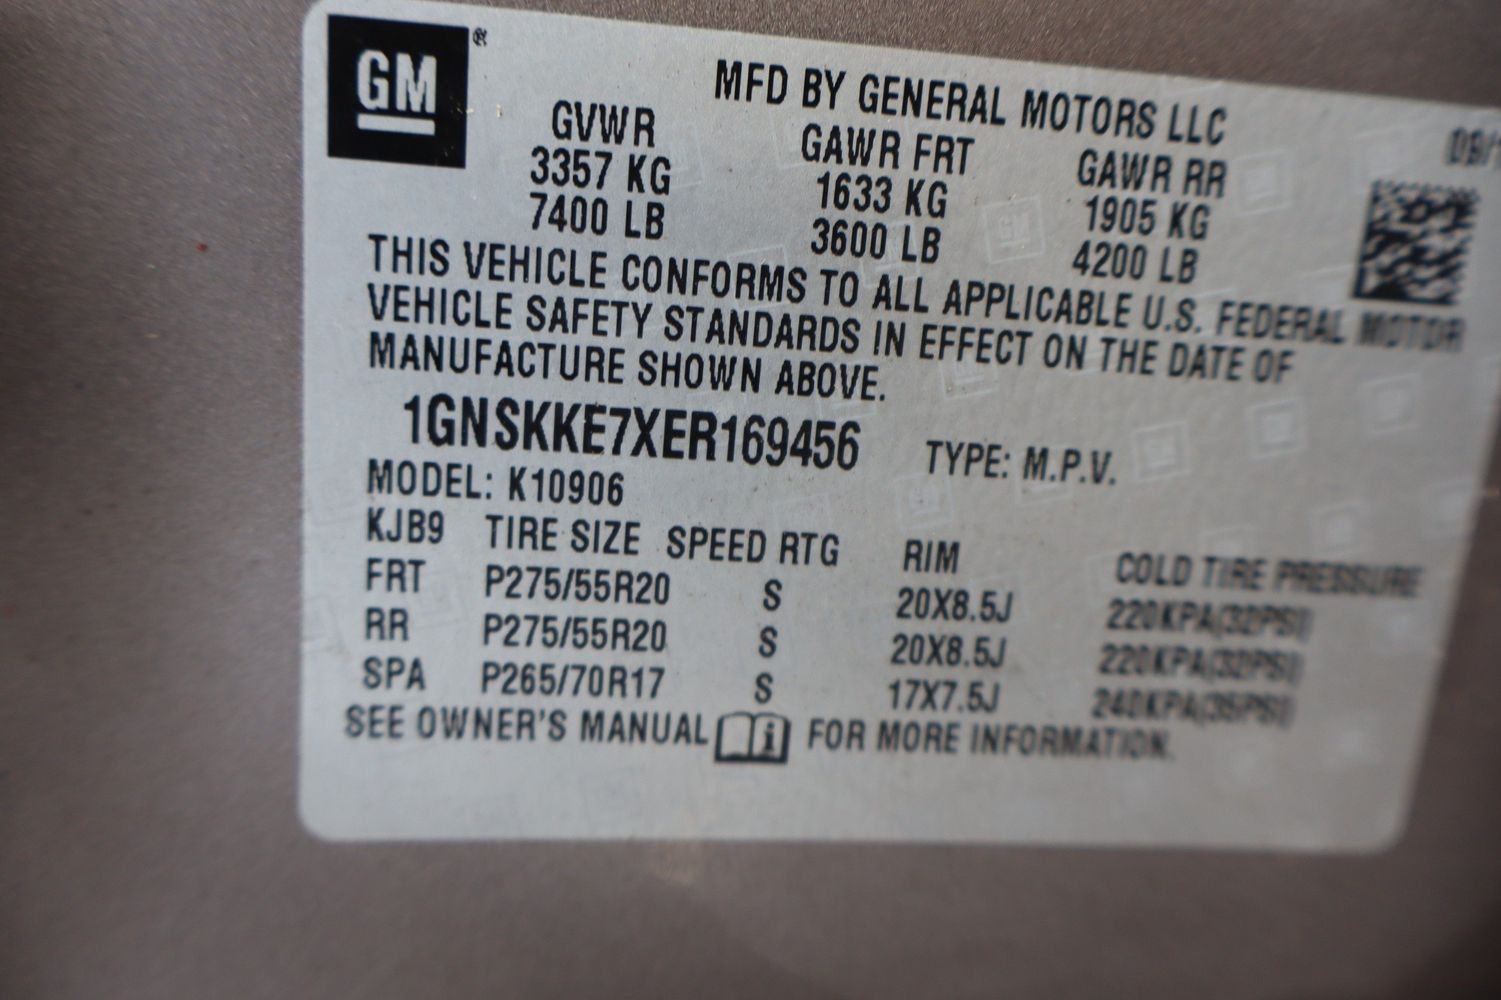 GM®
MFD BY GENERAL MOTORS LLC
GVWR GAWR FRT GAWR RR
3357 KG 1633 KG 1905 KG
7400 LB 3600 LB 4200 LB
THIS VEHICLE CONFORMS TO ALL APPLICABLE U.S. FEDERAL MOTOR
VEHICLE SAFETY STANDARDS IN EFFECT ON THE DATE OF
MANUFACTURE SHOWN ABOVE.
1GNSKKE7XER169456 TYPE: M.P.V.
MODEL: K10906
KJB9 TIRE SIZE SPEED RTG RIM COLD TIRE PRESSURE
FRT P275/55R20 S 20X8.5J 220KPA(32PSI)
RR P275/55R20 S 20X8.5J 220KPA(32PSI)
SPA P265/70R17 S 17X7.5J 240KPA(35PSI)
SEE OWNER'S MANUAL i FOR MORE INFORMATION.